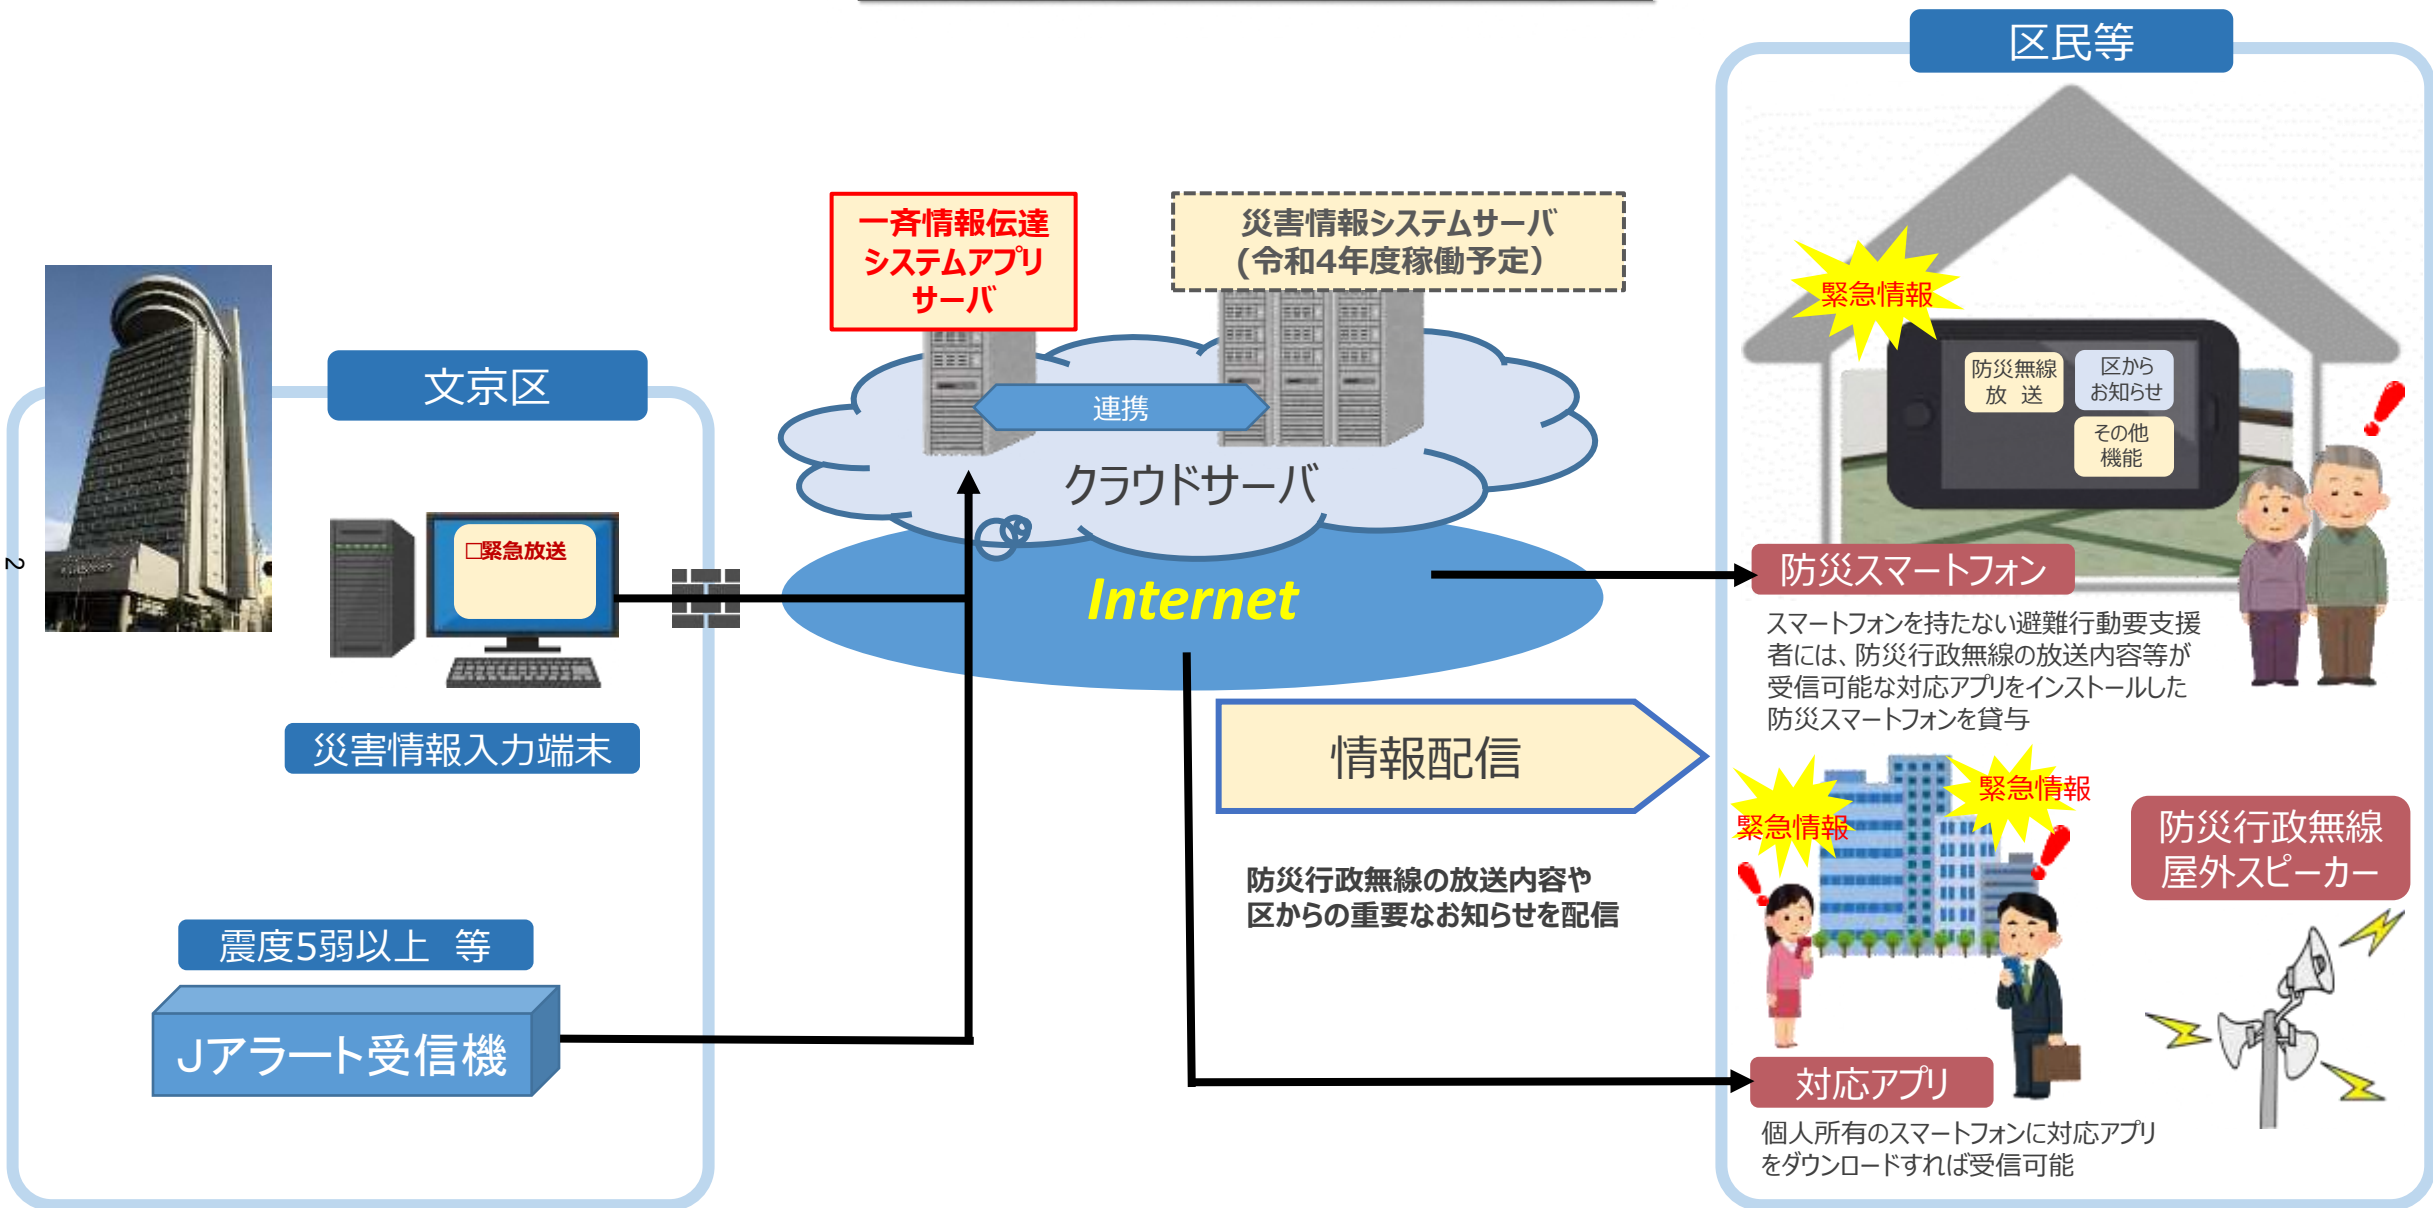 区民等
一斉情報伝達
システムアプリ
サーバ
災害情報システムサーバ
(令和4年度稼働予定)
緊急情報
防災無線
放 送
区から
お知らせ
その他
機能
文京区
連携
クラウドサーバ
□緊急放送
Internet
2
防災スマートフォン
スマートフォンを持たない避難行動要支援
者には、防災行政無線の放送内容等が
受信可能な対応アプリをインストールした
防災スマートフォンを貸与
災害情報入力端末
情報配信
緊急情報
緊急情報
防災行政無線
屋外スピーカー
防災行政無線の放送内容や
区からの重要なお知らせを配信
震度5弱以上 等
Jアラート受信機
対応アプリ
個人所有のスマートフォンに対応アプリ
をダウンロードすれば受信可能